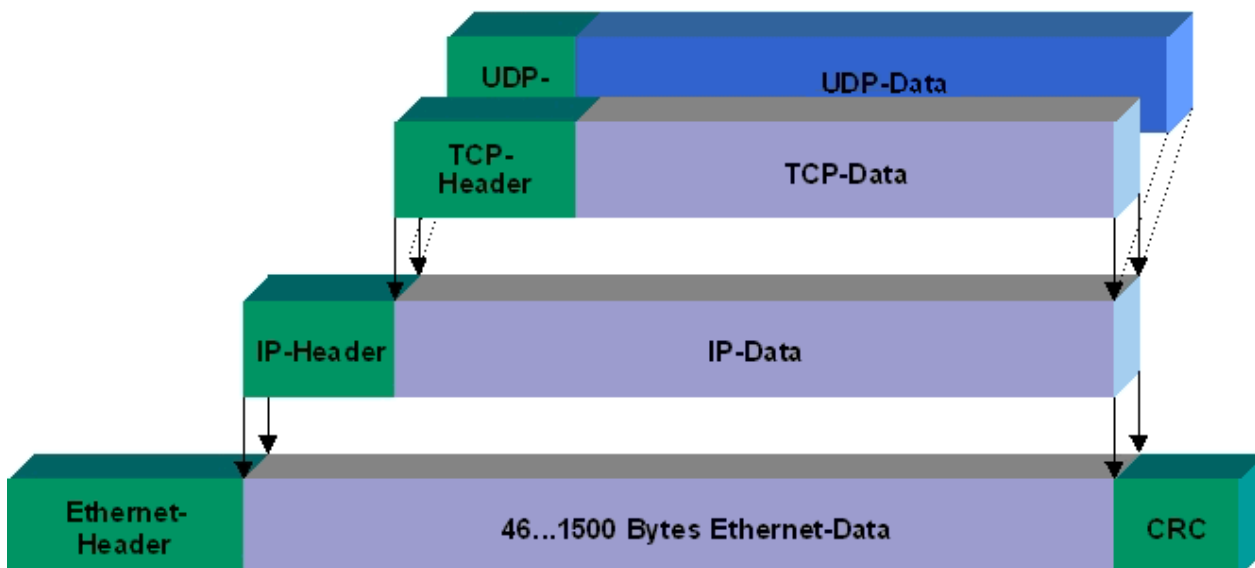 UDP-
UDP-Data
TCP-
Header
TCP-Data
IP-Header
IP-Data
Ethernet-
Header
46...1500 Bytes Ethernet-Data
CRC